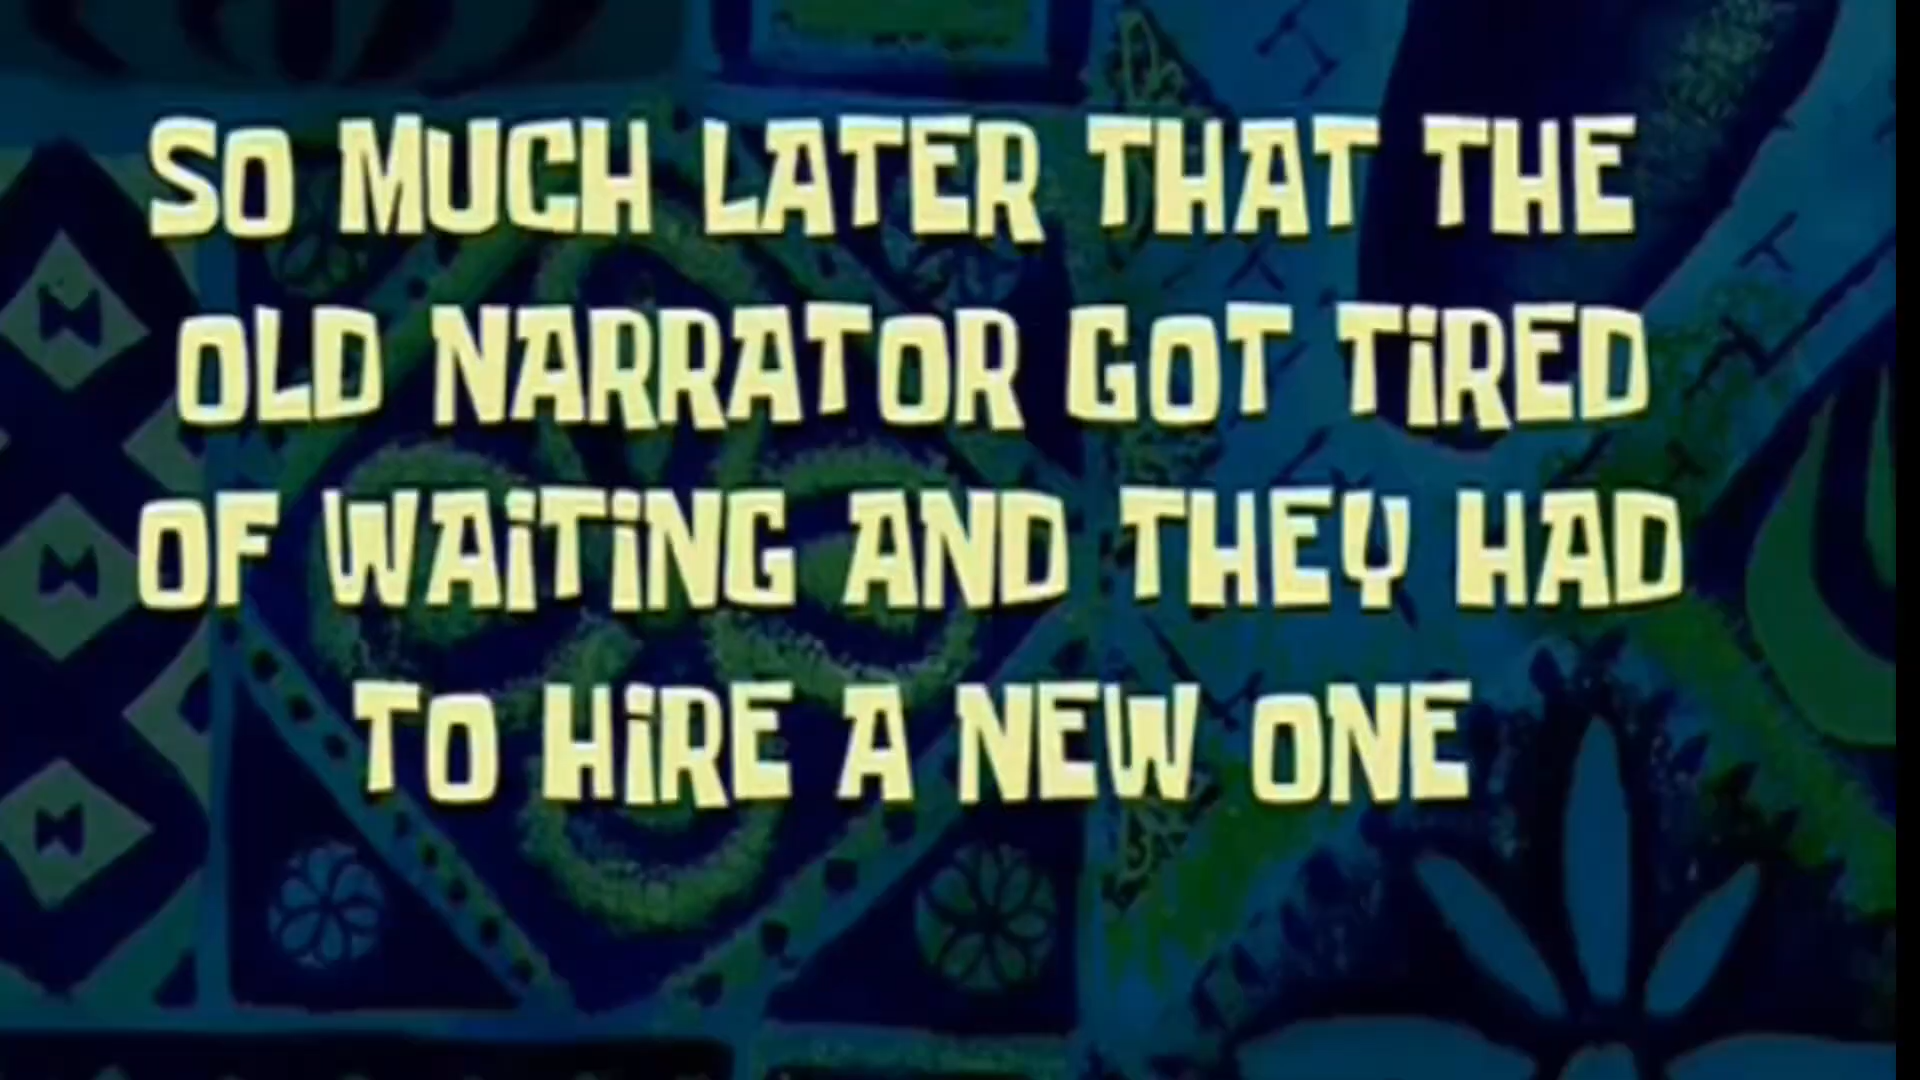 SO MUCH LATER THAT THE
OLD NARRATOR GOT TiRED
OF WAiTiNG AND THEY HAD
TO HiRE A NEW ONE